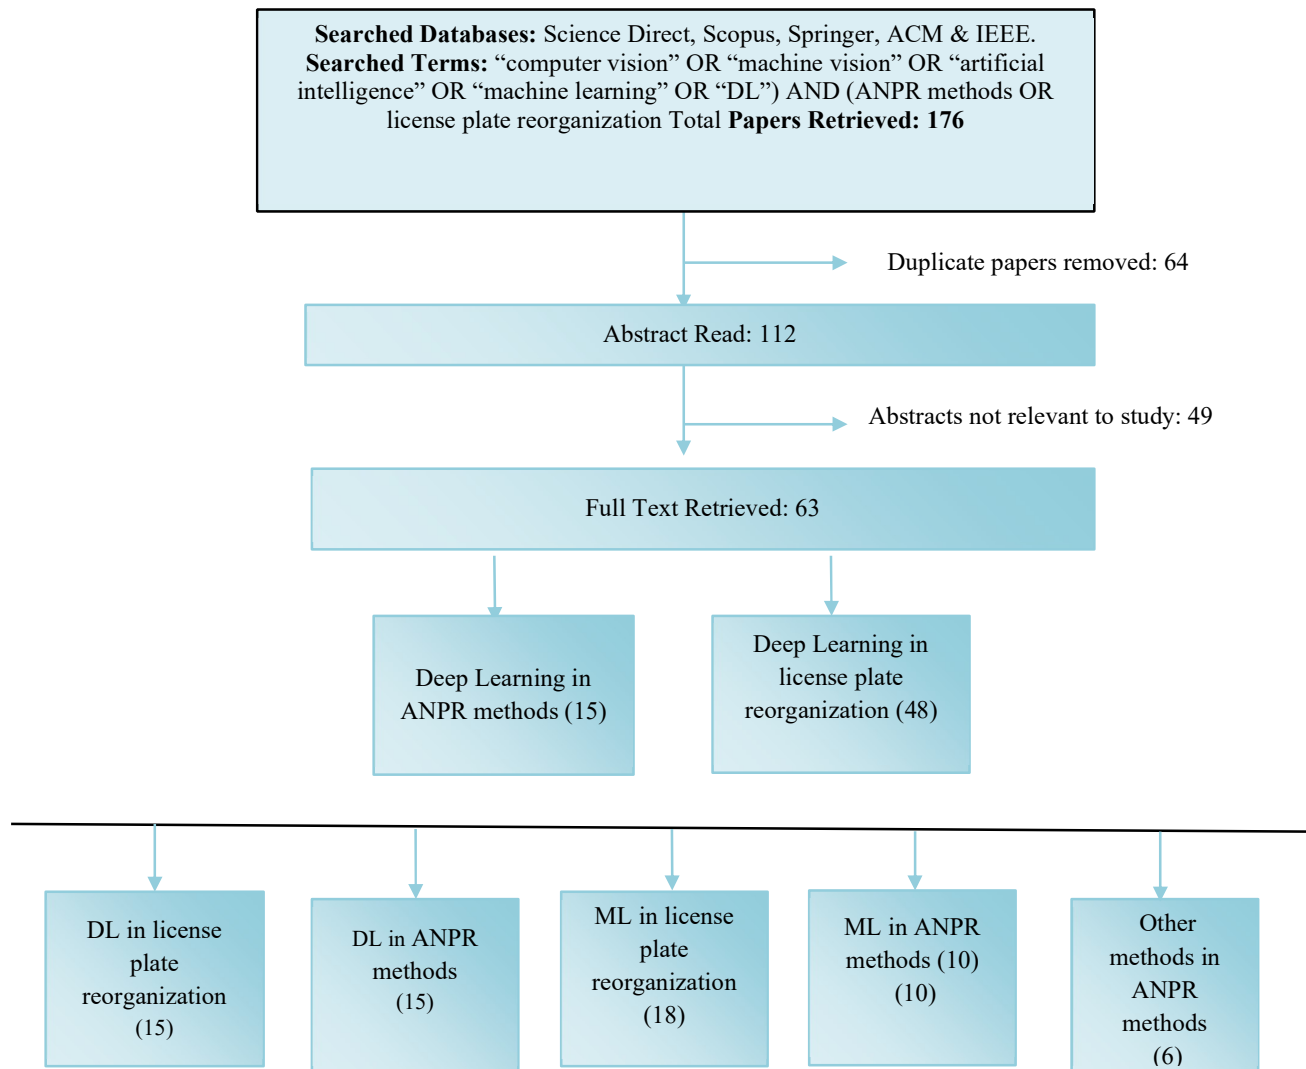 Searched Databases: Science Direct, Scopus, Springer, ACM & IEEE.
Searched Terms: “computer vision” OR “machine vision” OR “artificial
intelligence” OR “machine learning” OR “DL”) AND (ANPR methods OR
license plate reorganization Total Papers Retrieved: 176
Duplicate papers removed: 64
Abstract Read: 112
Abstracts not relevant to study: 49
Full Text Retrieved: 63
Deep Learning in
ANPR methods (15)
Deep Learning in
license plate
reorganization (48)
DL in license
plate
reorganization
(15)
DL in ANPR
methods
(15)
ML in license
plate
reorganization
(18)
ML in ANPR
methods (10)
(10)
Other
methods in
ANPR
methods
(6)